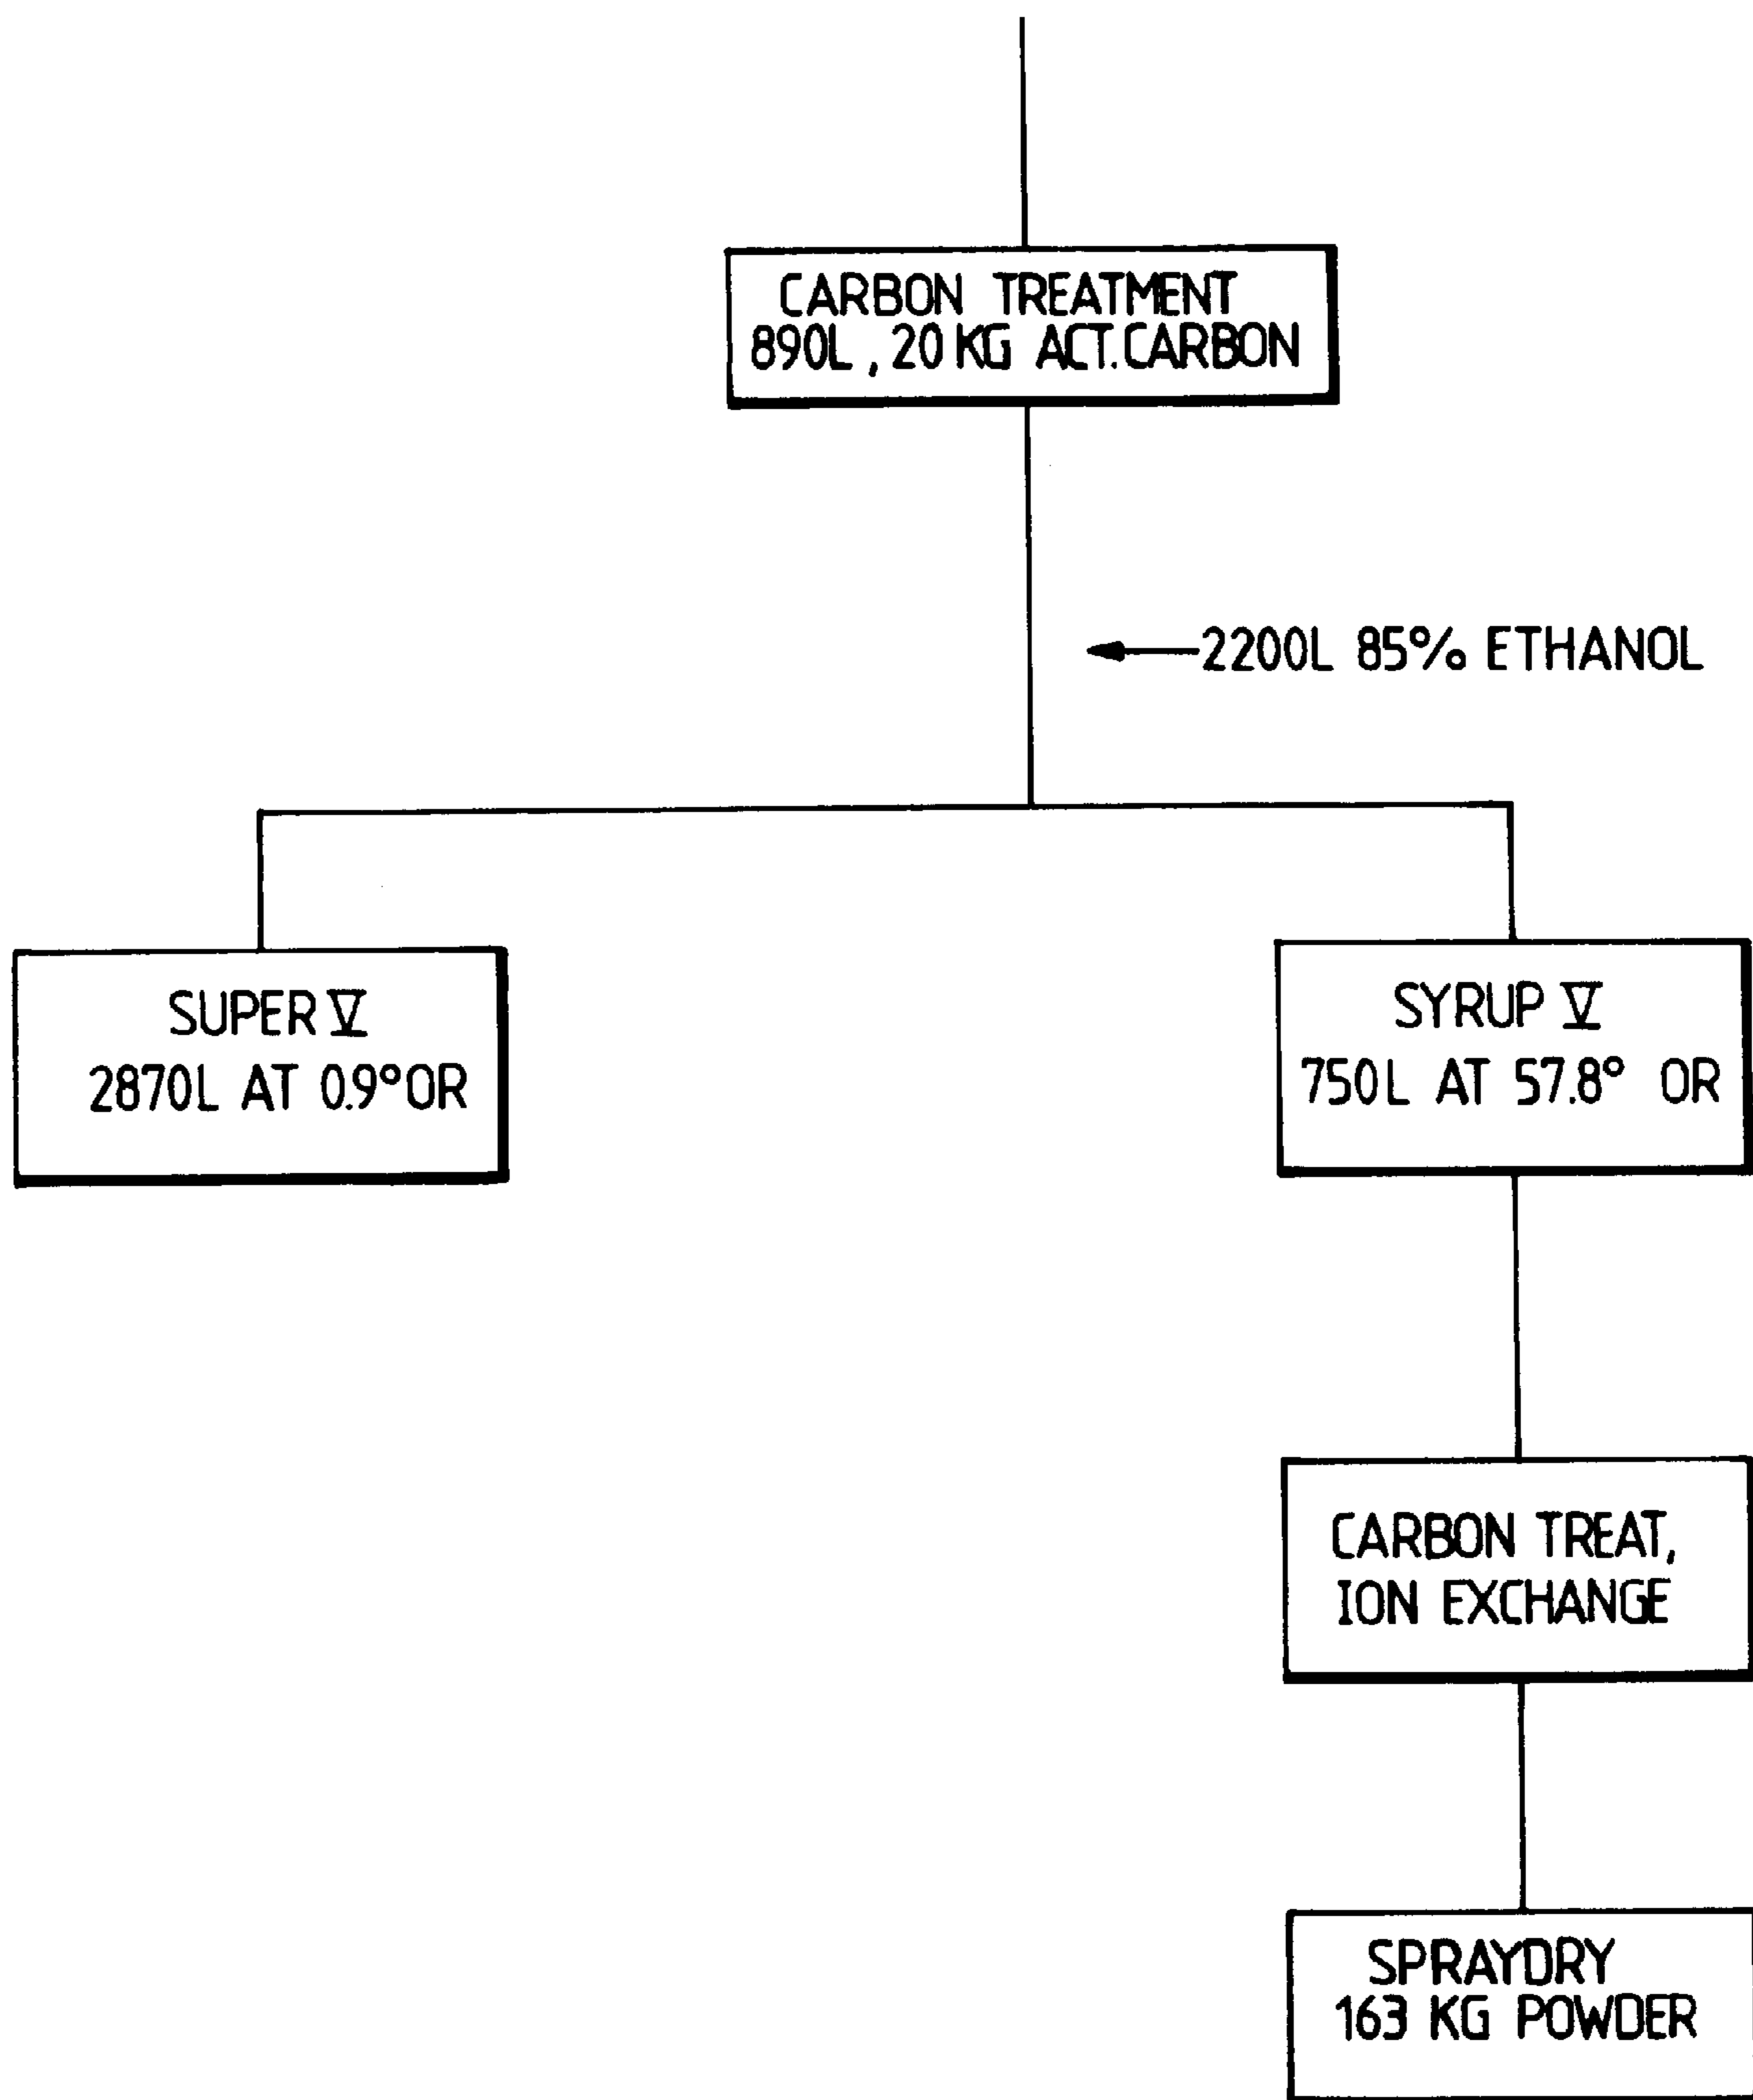 CARBON TREATMENT
890L, 20 KG ACT.CARBON
2200L 85% ETHANOL
SUPER V
2870L AT 0.9° OR
SYRUP V
750L AT 57.8° OR
CARBON TREAT,
ION EXCHANGE
SPRAYDRY
163 KG POWDER